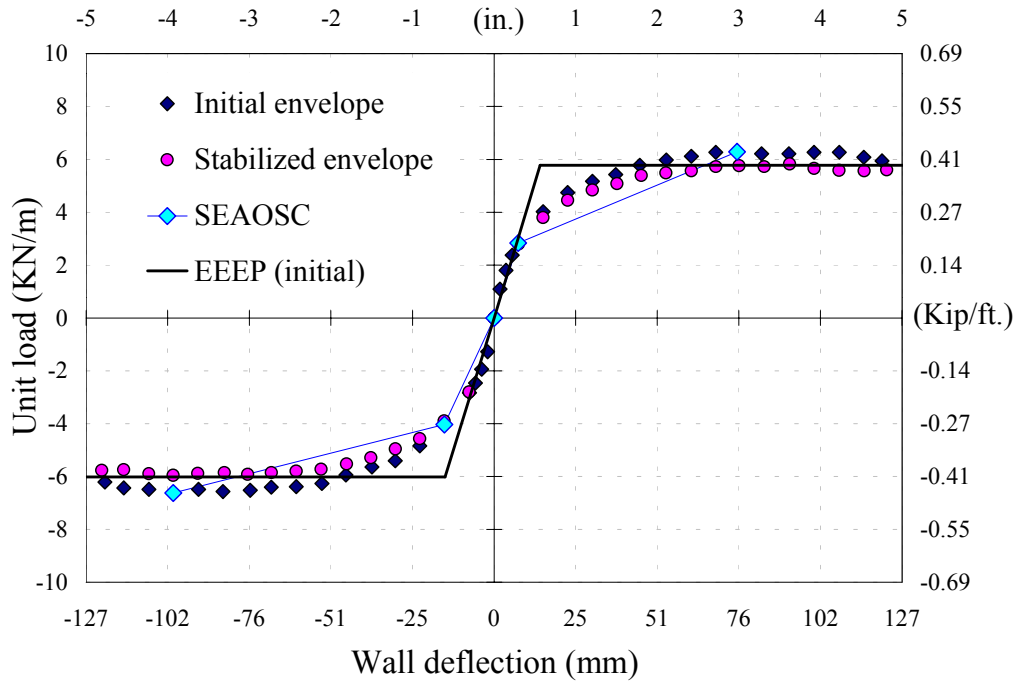 -5 -4 -3 -2 -1 (in.) 1 2 3 4 5
10 0.69
8 0.55
6 0.41
4 0.27
2 0.14
0 (Kip/ft.)
-2 -0.14
-4 -0.27
-6 -0.41
-8 -0.55
-10 -0.69
Initial envelope
Stabilized envelope
SEAOSC
EEEP (initial)
Unit load (KN/m)
-127 -102 -76 -51 -25 0 25 51 76 102 127
Wall deflection (mm)